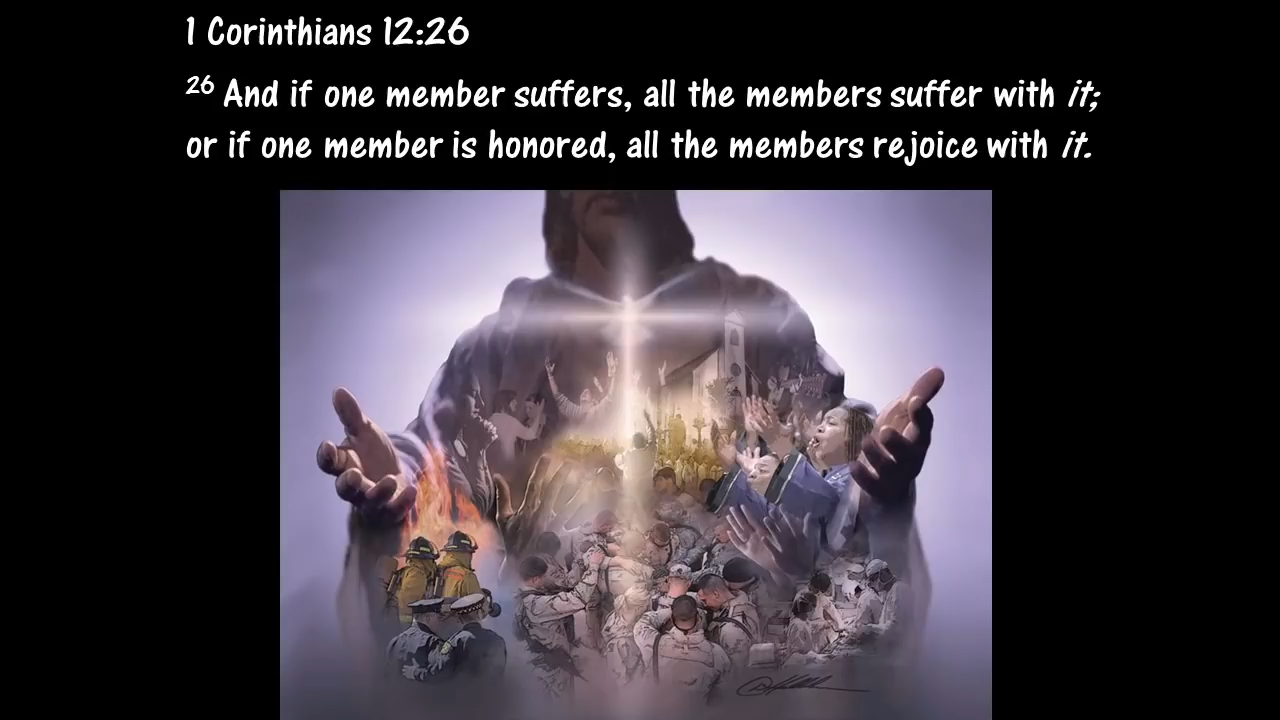 1 Corinthians 12:26
26 And if one member suffers, all the members suffer with it;
or if one member is honored, all the members rejoice with it.